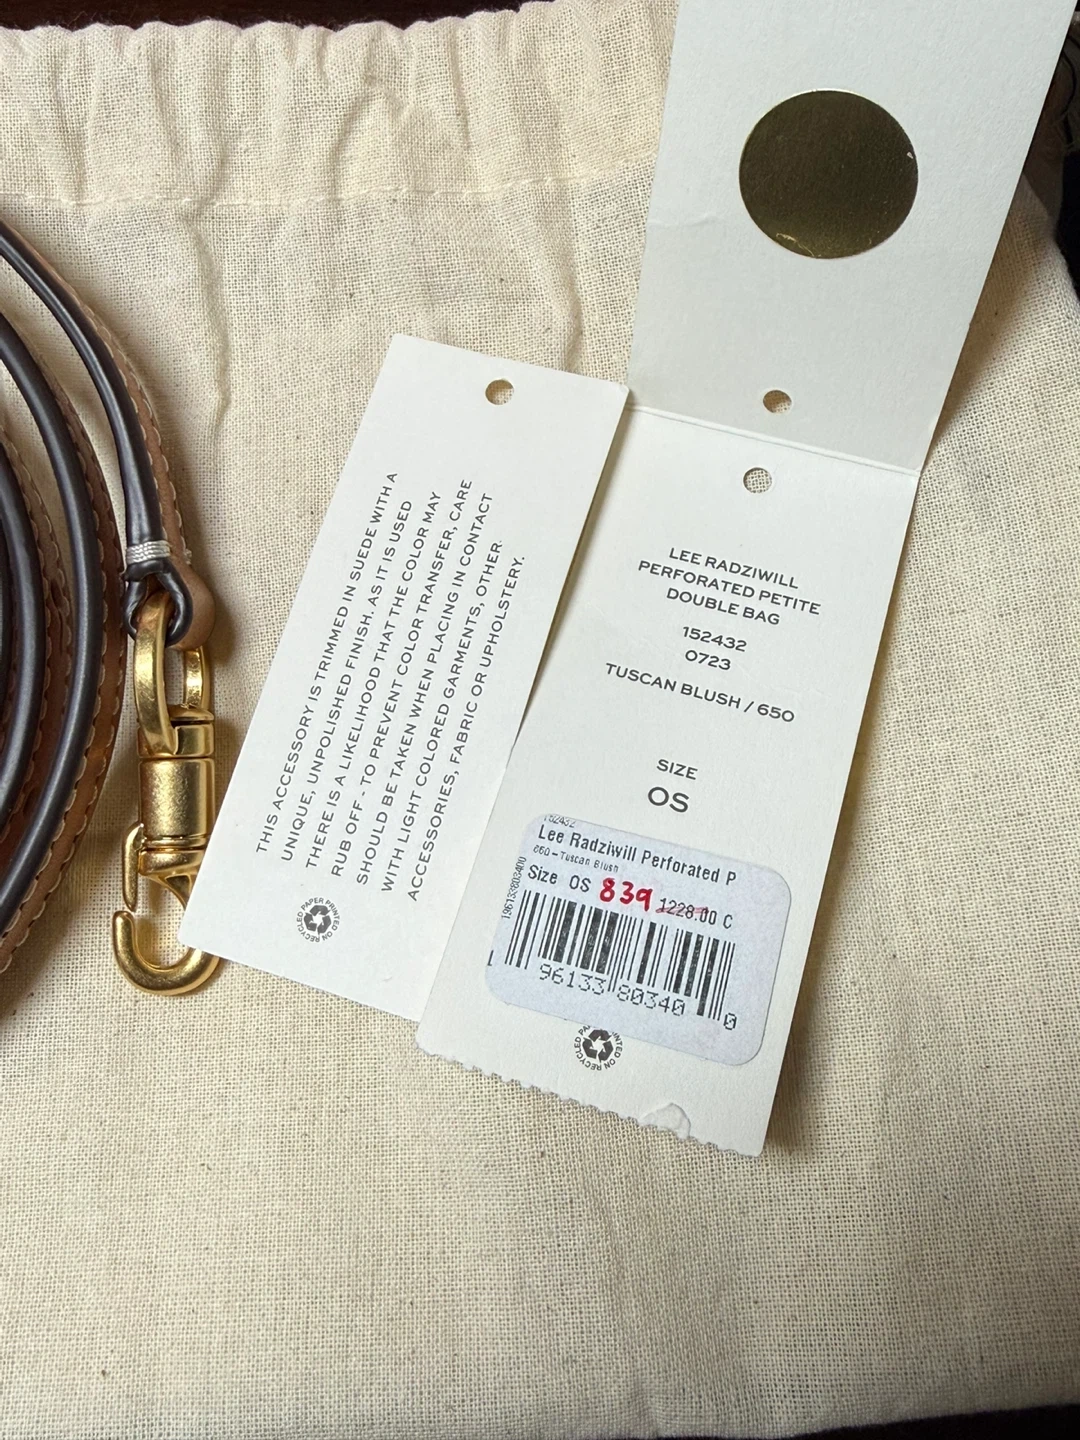 THIS ACCESSORY IS TRIMMED IN SUEDE WITH A
UNIQUE, UNPOLISHED FINISH. AS IT IS USED
THERE IS A LIKELIHOOD THAT THE COLOR MAY
RUB OFF - TO PREVENT COLOR TRANSFER, CARE
SHOULD BE TAKEN WHEN PLACING IN CONTACT
WITH LIGHT COLORED GARMENTS, OTHER
ACCESSORIES, FABRIC OR UPHOLSTERY.
PRINTED ON RECYCLED PAPER
LEE RADZIWILL
PERFORATED PETITE
DOUBLE BAG
152432
0723
TUSCAN BLUSH / 650
SIZE
OS
152432
Lee Radziwill Perforated P
650-Tuscan Blush
Size OS 839 1228.00 C
196133803400
1 96133 80340 0
PRINTED ON RECYCLED PAPER